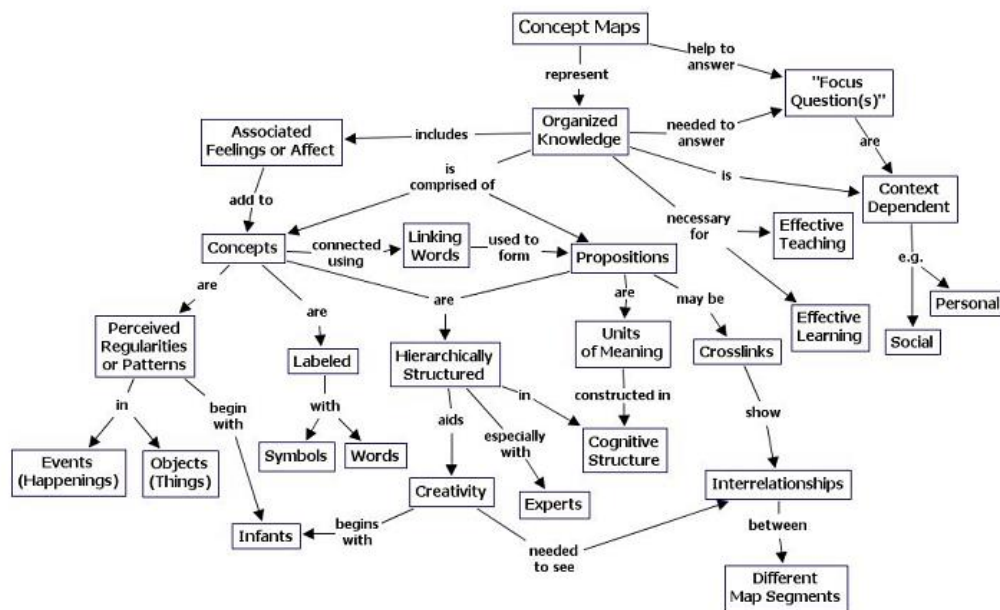 Concept Maps
help to
answer
represent
"Focus
Question(s)"
Organized
Knowledge
needed to
answer
includes
Associated
Feelings or Affect
are
is
comprised of
is
Context
Dependent
add to
necessary
for
Effective
Teaching
Concepts
connected
using
Linking
Words
used to
form
Propositions
e.g.
are
are
are
are
may be
Personal
Perceived
Regularities
or Patterns
Labeled
Hierarchically
Structured
Units
of Meaning
Crosslinks
Effective
Learning
Social
in
begin
with
with
aids
in
constructed in
show
especially
with
Events
(Happenings)
Objects
(Things)
Symbols
Words
Cognitive
Structure
Creativity
Experts
Interrelationships
Infants
begins
with
needed
to see
between
Different
Map Segments